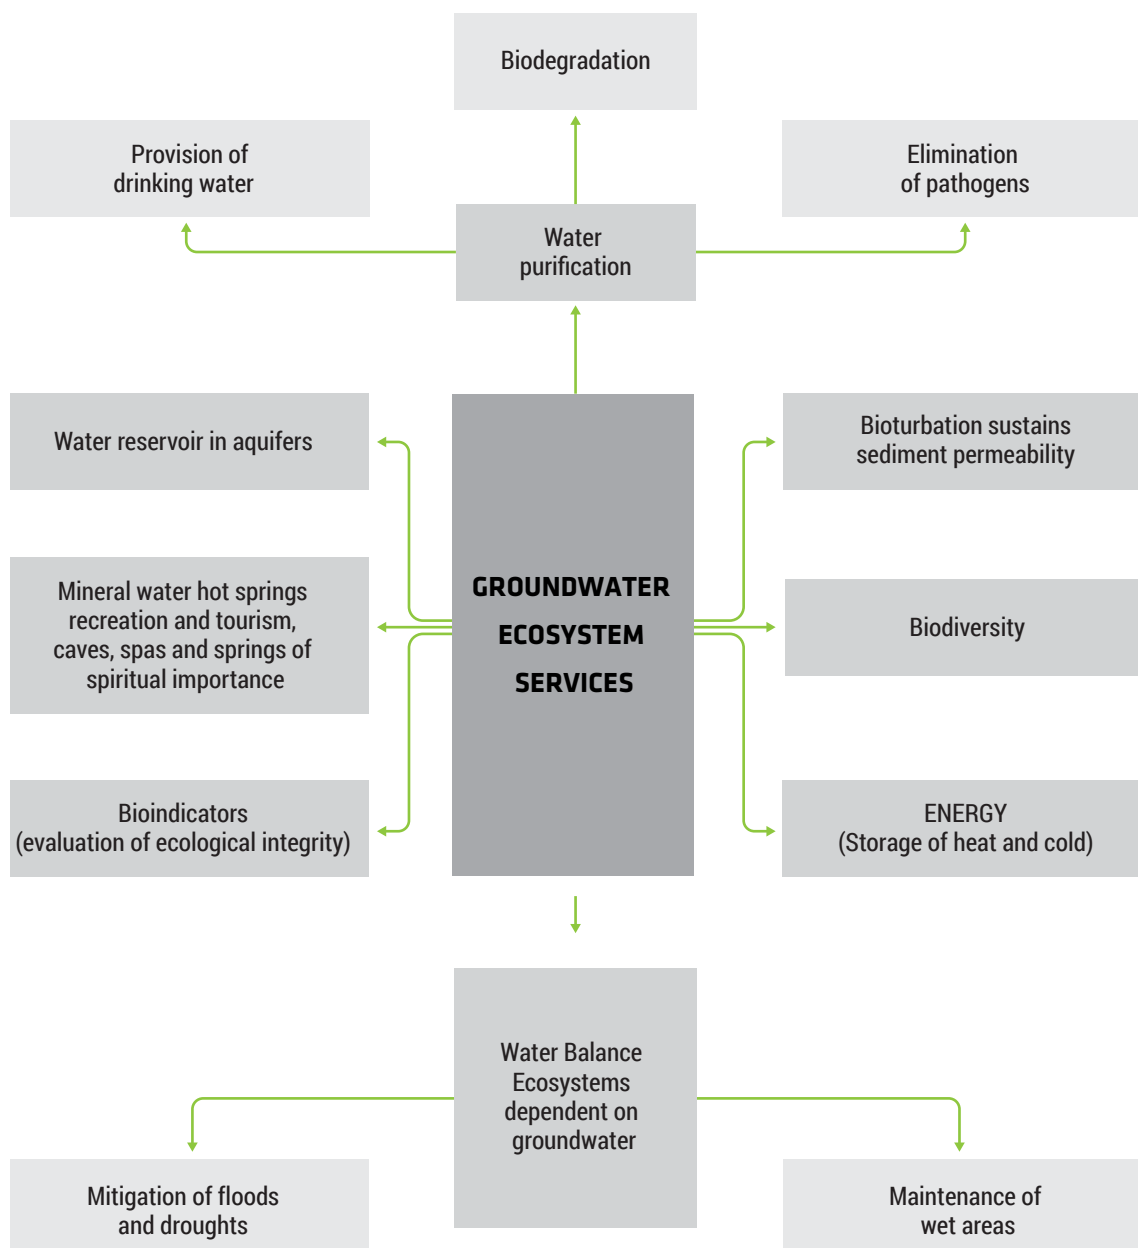 Biodegradation
Provision of
drinking water
Elimination
of pathogens
Water
purification
Water reservoir in aquifers
Bioturbation sustains
sediment permeability
Mineral water hot springs
recreation and tourism,
caves, spas and springs of
spiritual importance
GROUNDWATER
ECOSYSTEM
SERVICES
Biodiversity
Bioindicators
(evaluation of ecological integrity)
ENERGY
(Storage of heat and cold)
Water Balance
Ecosystems
dependent on
groundwater
Mitigation of floods
and droughts
Maintenance of
wet areas